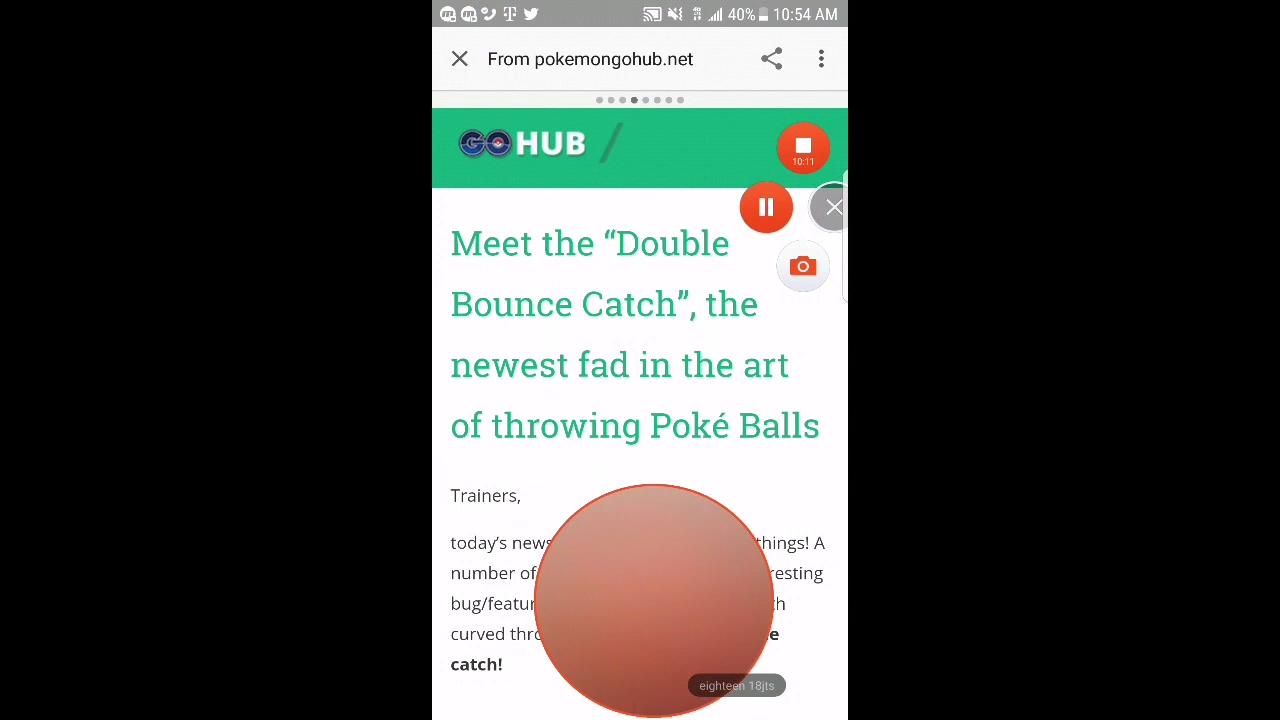 40% 10:54 AM
From pokemongohub.net
GO HUB
10:11
Meet the “Double
Bounce Catch”, the
newest fad in the art
of throwing Poké Balls
Trainers,
today’s news things! A
number of
bug/featur
curved thro
catch!
eighteen 18jts